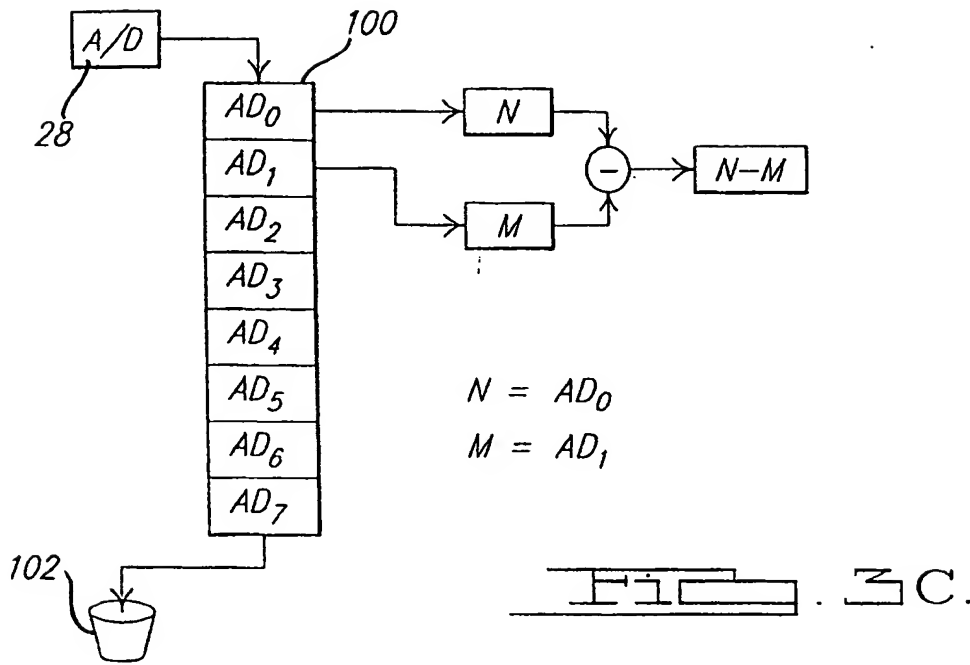 A/D
100
28
AD0
N
AD1
N-M
-
AD2
M
AD3
AD4
AD5
N = AD0
AD6
M = AD1
AD7
102
FIG. 3C.